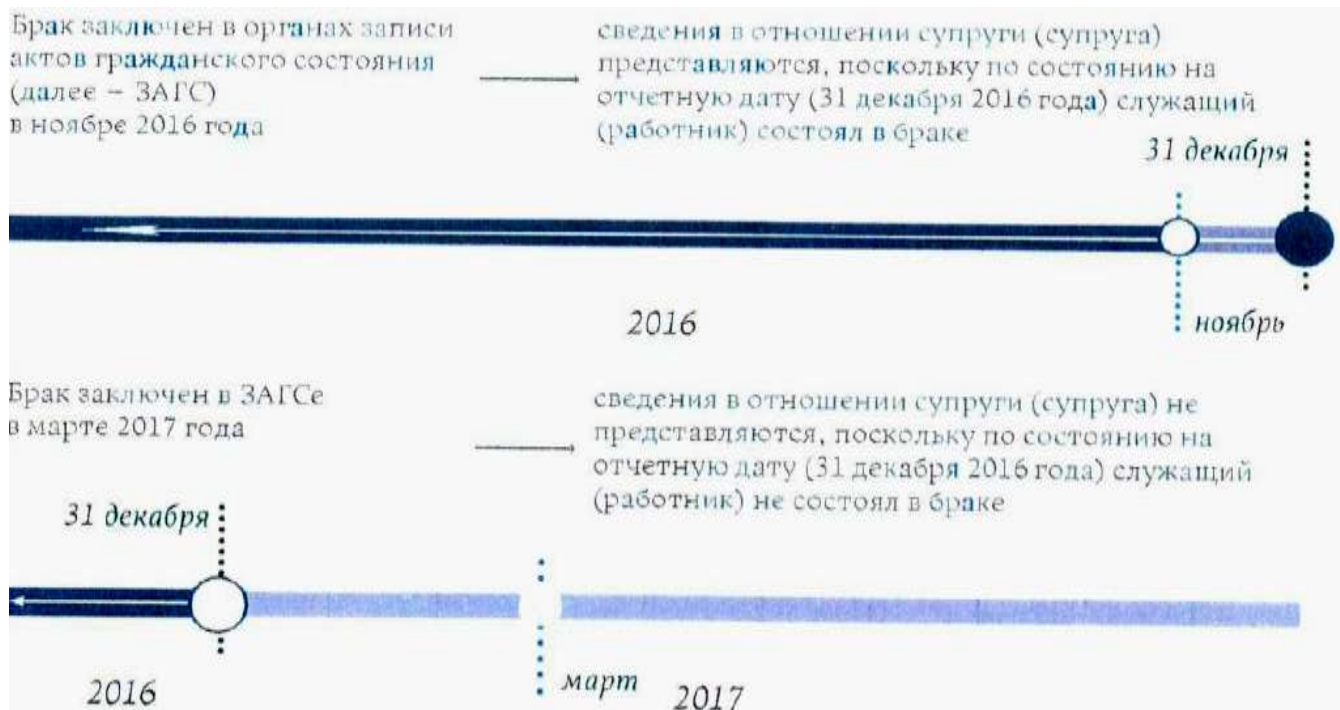 Брак заключен в органах записи
актов гражданского состояния
(далее – ЗАГС)
в ноябре 2016 года
сведения в отношении супруги (супруга)
представляются, поскольку по состоянию на
отчетную дату (31 декабря 2016 года) служащий
(работник) состоял в браке
31 декабря
2016
ноябрь
Брак заключен в ЗАГСе
в марте 2017 года
сведения в отношении супруги (супруга) не
представляются, поскольку по состоянию на
отчетную дату (31 декабря 2016 года) служащий
(работник) не состоял в браке
31 декабря
2016
март
2017